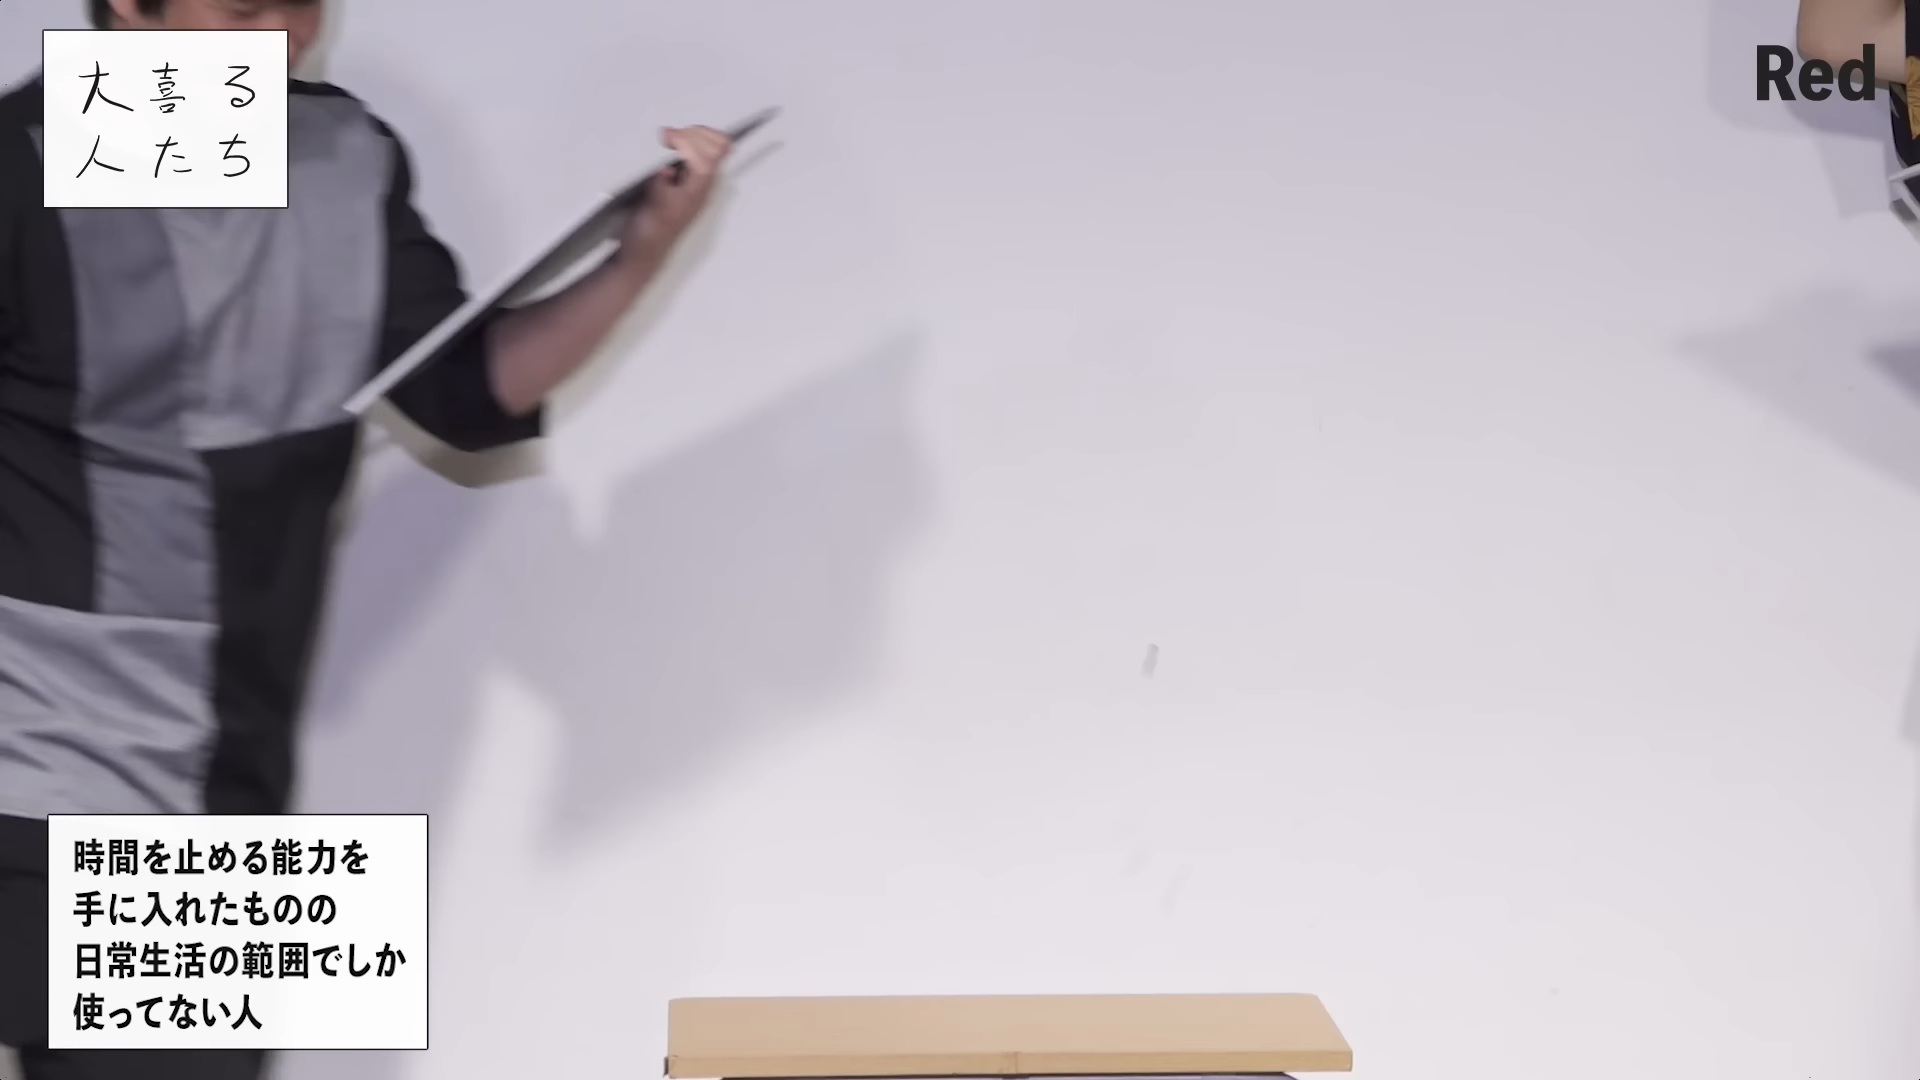 大喜る
人たち
Red
時間を止める能力を
手に入れたものの
日常生活の範囲でしか
使ってない人